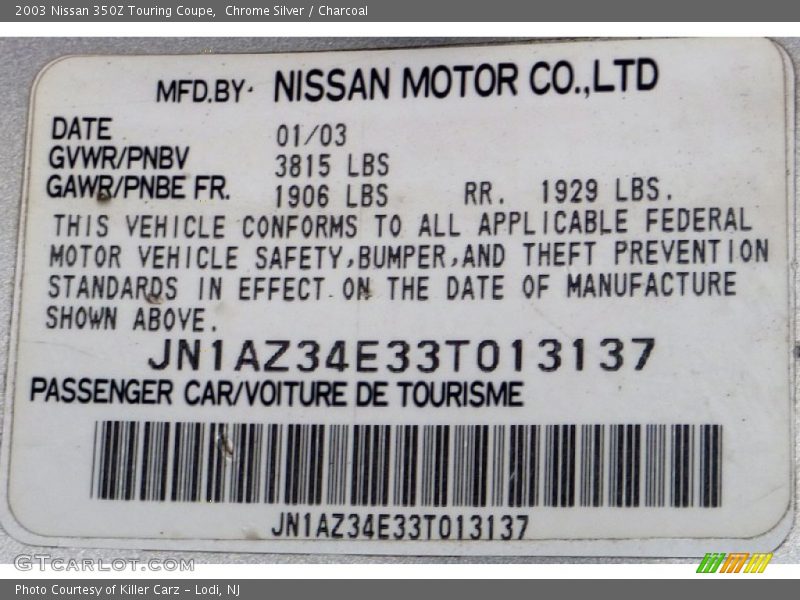 2003 Nissan 350Z Touring Coupe,  Chrome Silver / Charcoal
MFD.BY· NISSAN MOTOR CO.,LTD
DATE 01/03
GVWR/PNBV 3815 LBS
GAWR/PNBE FR. 1906 LBS RR. 1929 LBS.
THIS VEHICLE CONFORMS TO ALL APPLICABLE FEDERAL
MOTOR VEHICLE SAFETY,BUMPER,AND THEFT PREVENTION
STANDARDS IN EFFECT ON THE DATE OF MANUFACTURE
SHOWN ABOVE.
JN1AZ34E33T013137
PASSENGER CAR/VOITURE DE TOURISME
JN1AZ34E33T013137
GTCARLOT.COM
Photo Courtesy of Killer Carz - Lodi, NJ